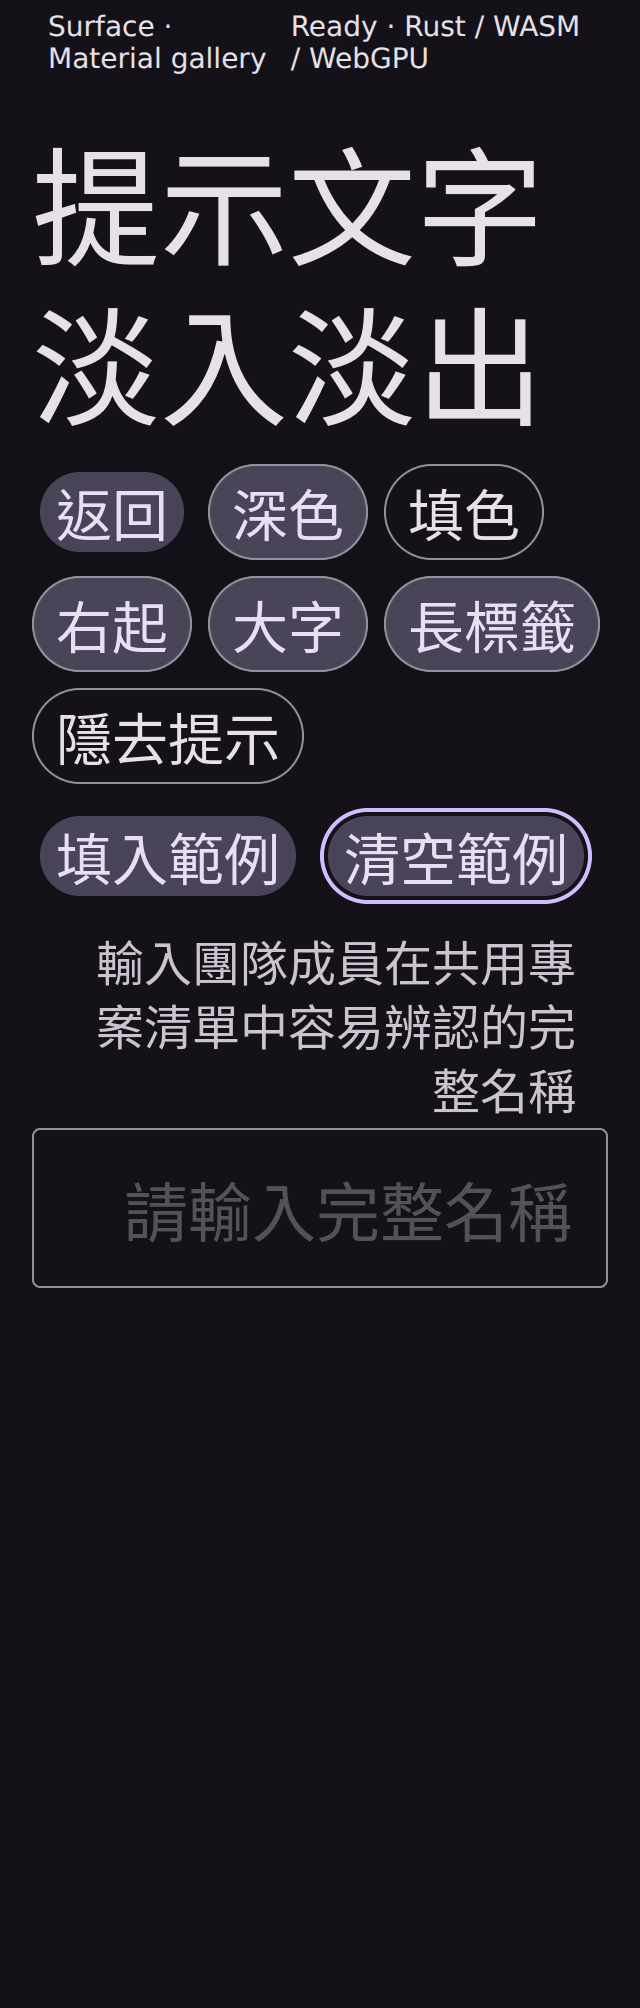 Surface ·
Material gallery
Ready · Rust / WASM
/ WebGPU
提示文字
淡入淡出
返回 深色 填色
右起 大字 長標籤
隱去提示
填入範例 清空範例
輸入團隊成員在共用專
案清單中容易辨認的完
整名稱
請輸入完整名稱